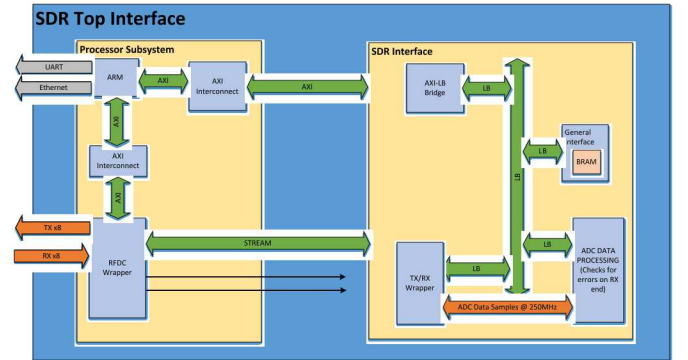 SDR Top Interface
Processor Subsystem
UART
Ethernet
ARM
AXI
AXI
Interconnect
AXI
AXI
AXI
Interconnect
AXI
TX x8
RX x8
RFDC
Wrapper
STREAM
SDR Interface
AXI-LB
Bridge
LB
LB
General
Interface
BRAM
LB
LB
ADC DATA
PROCESSING
(Checks for
errors on RX
end)
TX/RX
Wrapper
LB
ADC Data Samples @ 250MHz